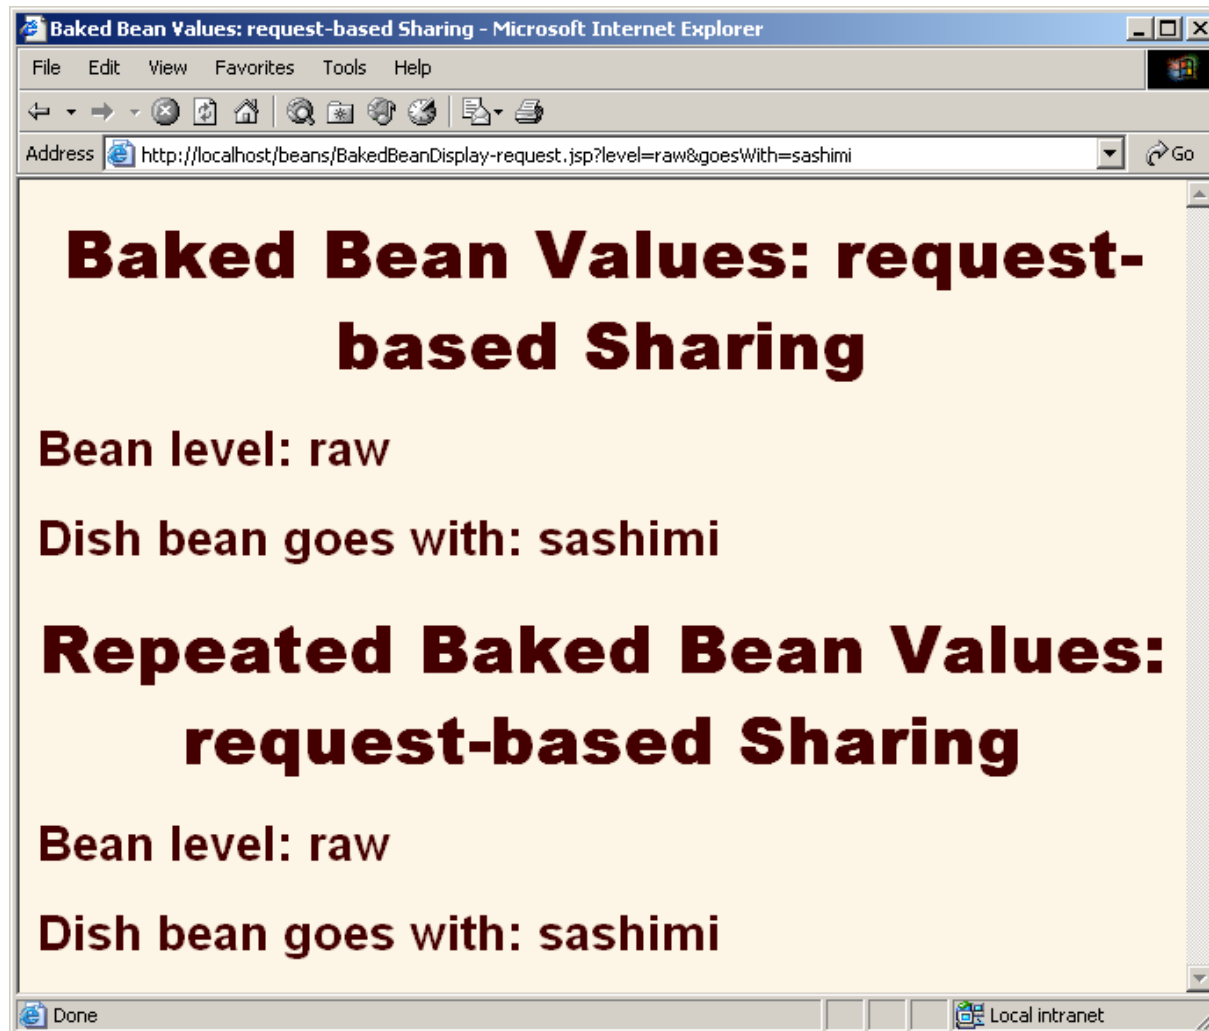 Baked Bean Values: request-based Sharing - Microsoft Internet Explorer
File Edit View Favorites Tools Help
Address http://localhost/beans/BakedBeanDisplay-request.jsp?level=raw&goesWith=sashimi Go
Baked Bean Values: request-
based Sharing
Bean level: raw
Dish bean goes with: sashimi
Repeated Baked Bean Values:
request-based Sharing
Bean level: raw
Dish bean goes with: sashimi
Done Local intranet